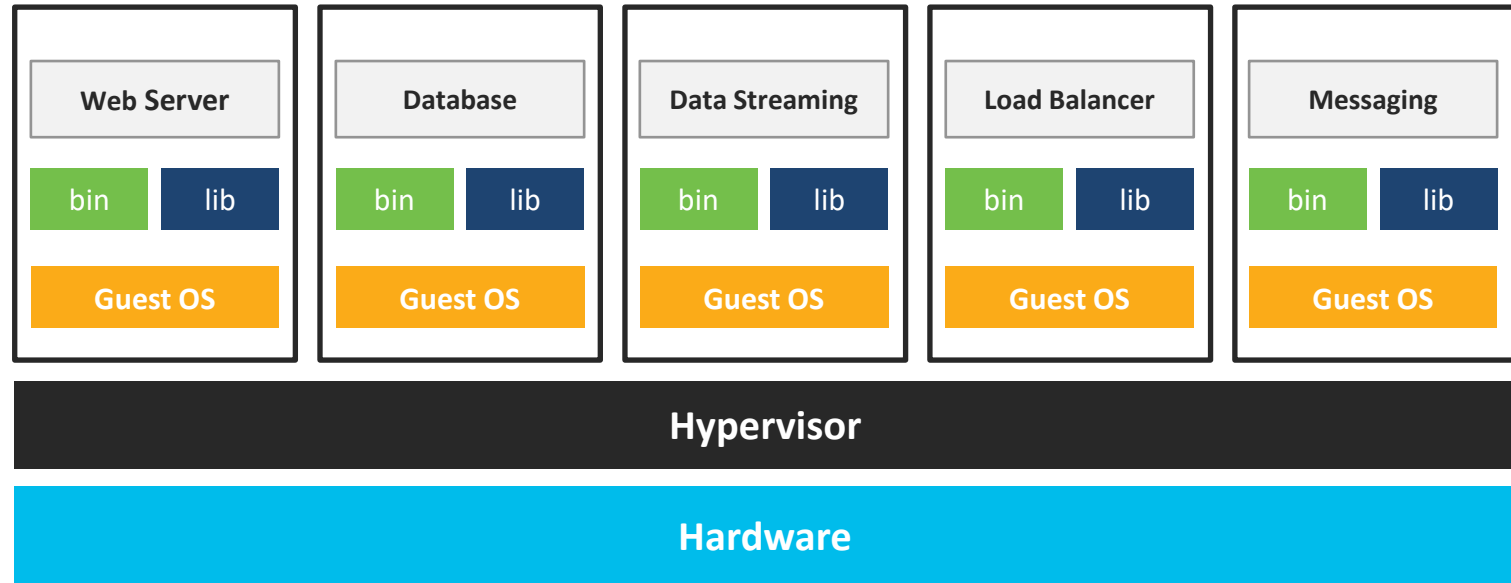 Web Server
Database
Data Streaming
Load Balancer
Messaging
bin
lib
bin
lib
bin
lib
bin
lib
bin
lib
Guest OS
Guest OS
Guest OS
Guest OS
Guest OS
Hypervisor
Hardware